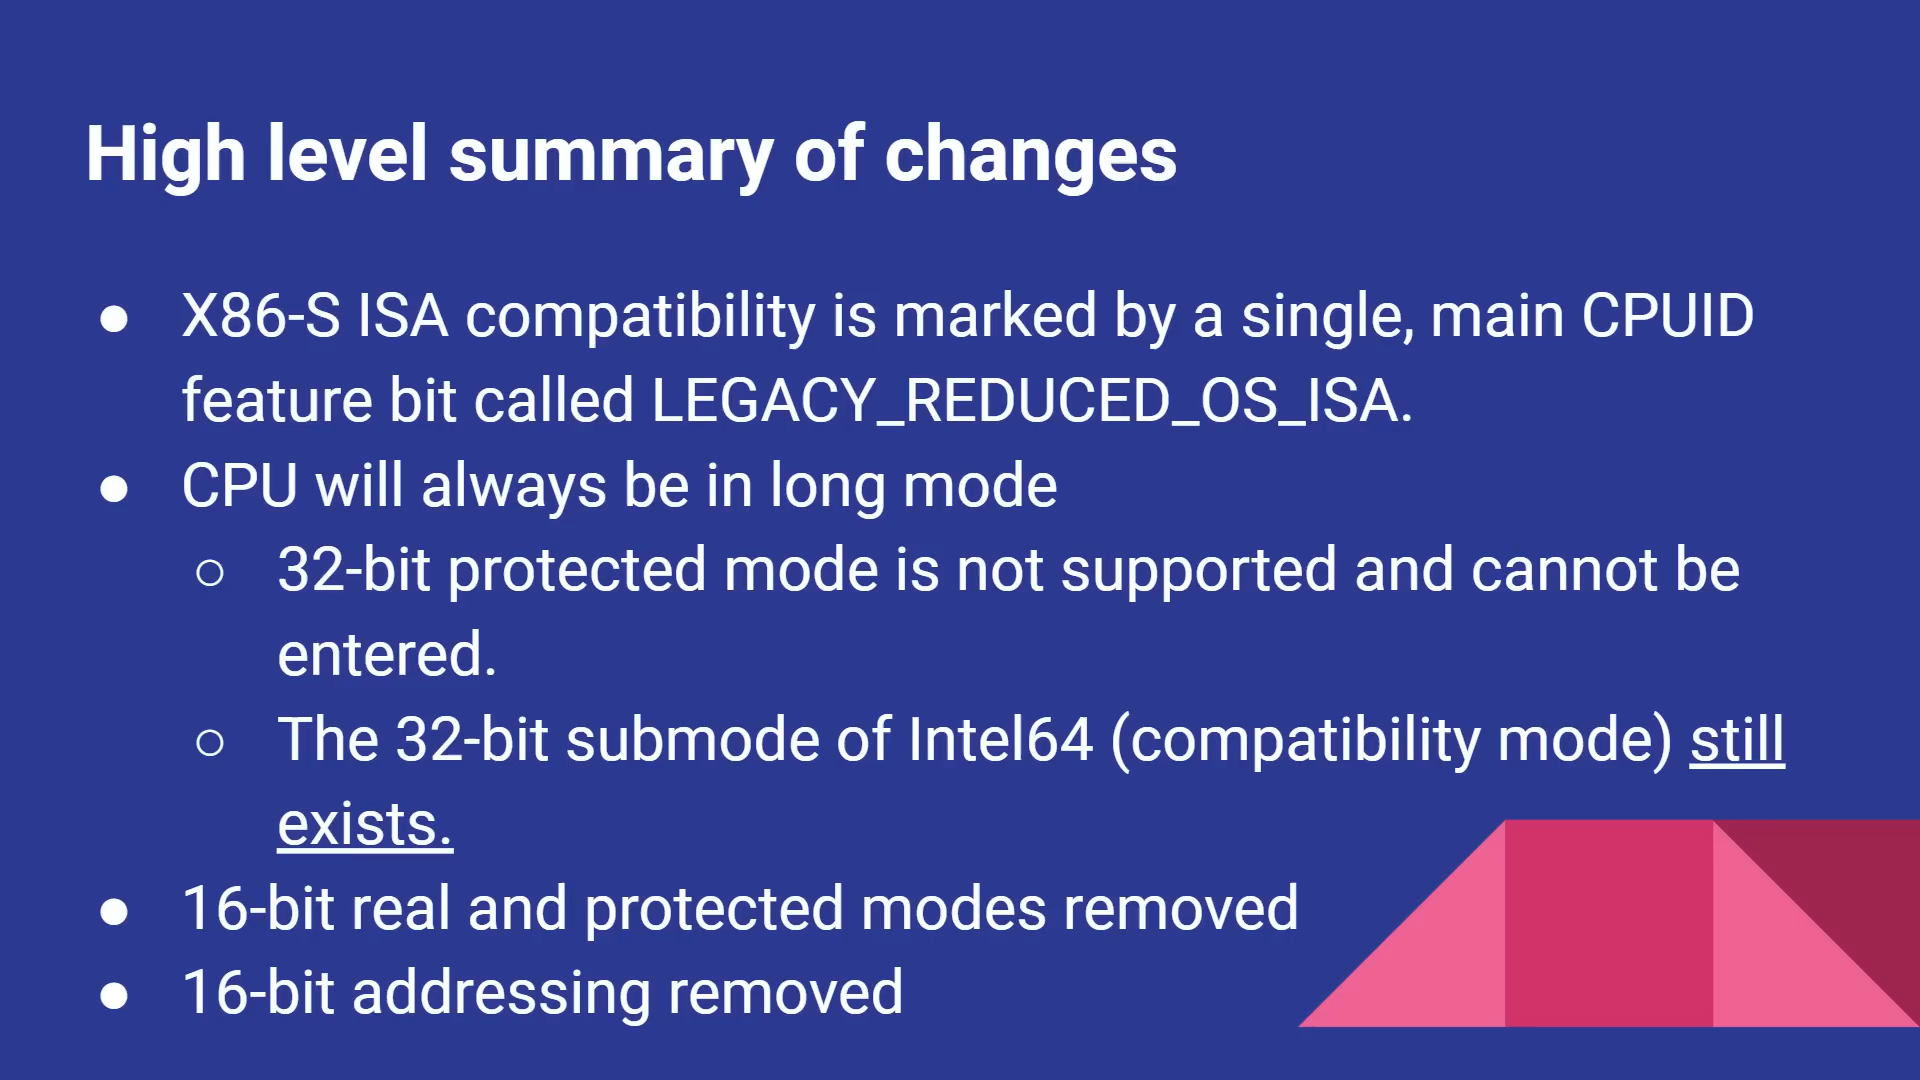 High level summary of changes
● X86-S ISA compatibility is marked by a single, main CPUID
feature bit called LEGACY_REDUCED_OS_ISA.
● CPU will always be in long mode
○ 32-bit protected mode is not supported and cannot be
entered.
○ The 32-bit submode of Intel64 (compatibility mode) still
exists.
● 16-bit real and protected modes removed
● 16-bit addressing removed